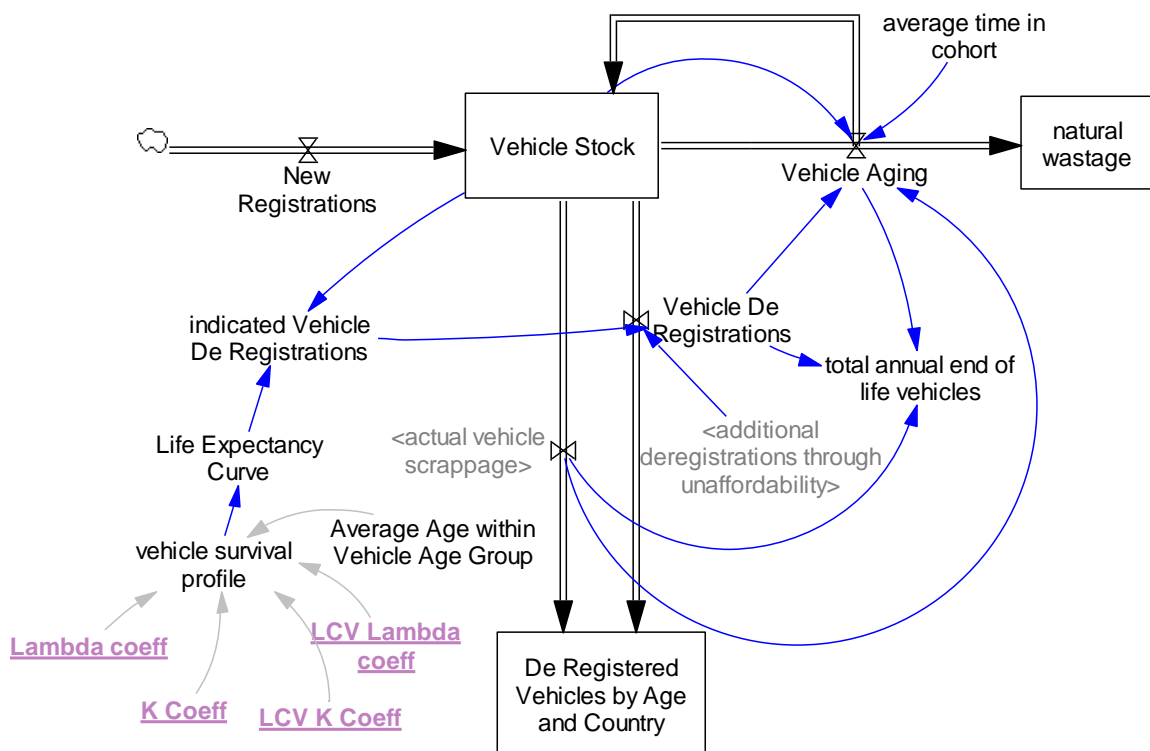 average time in
cohort
Vehicle Stock
natural
wastage
New
Registrations
Vehicle Aging
indicated Vehicle
De Registrations
Vehicle De
Registrations
total annual end of
life vehicles
<actual vehicle
scrappage>
<additional
deregistrations through
unaffordability>
Life Expectancy
Curve
Average Age within
Vehicle Age Group
vehicle survival
profile
Lambda coeff
LCV Lambda
coeff
K Coeff
LCV K Coeff
De Registered
Vehicles by Age
and Country